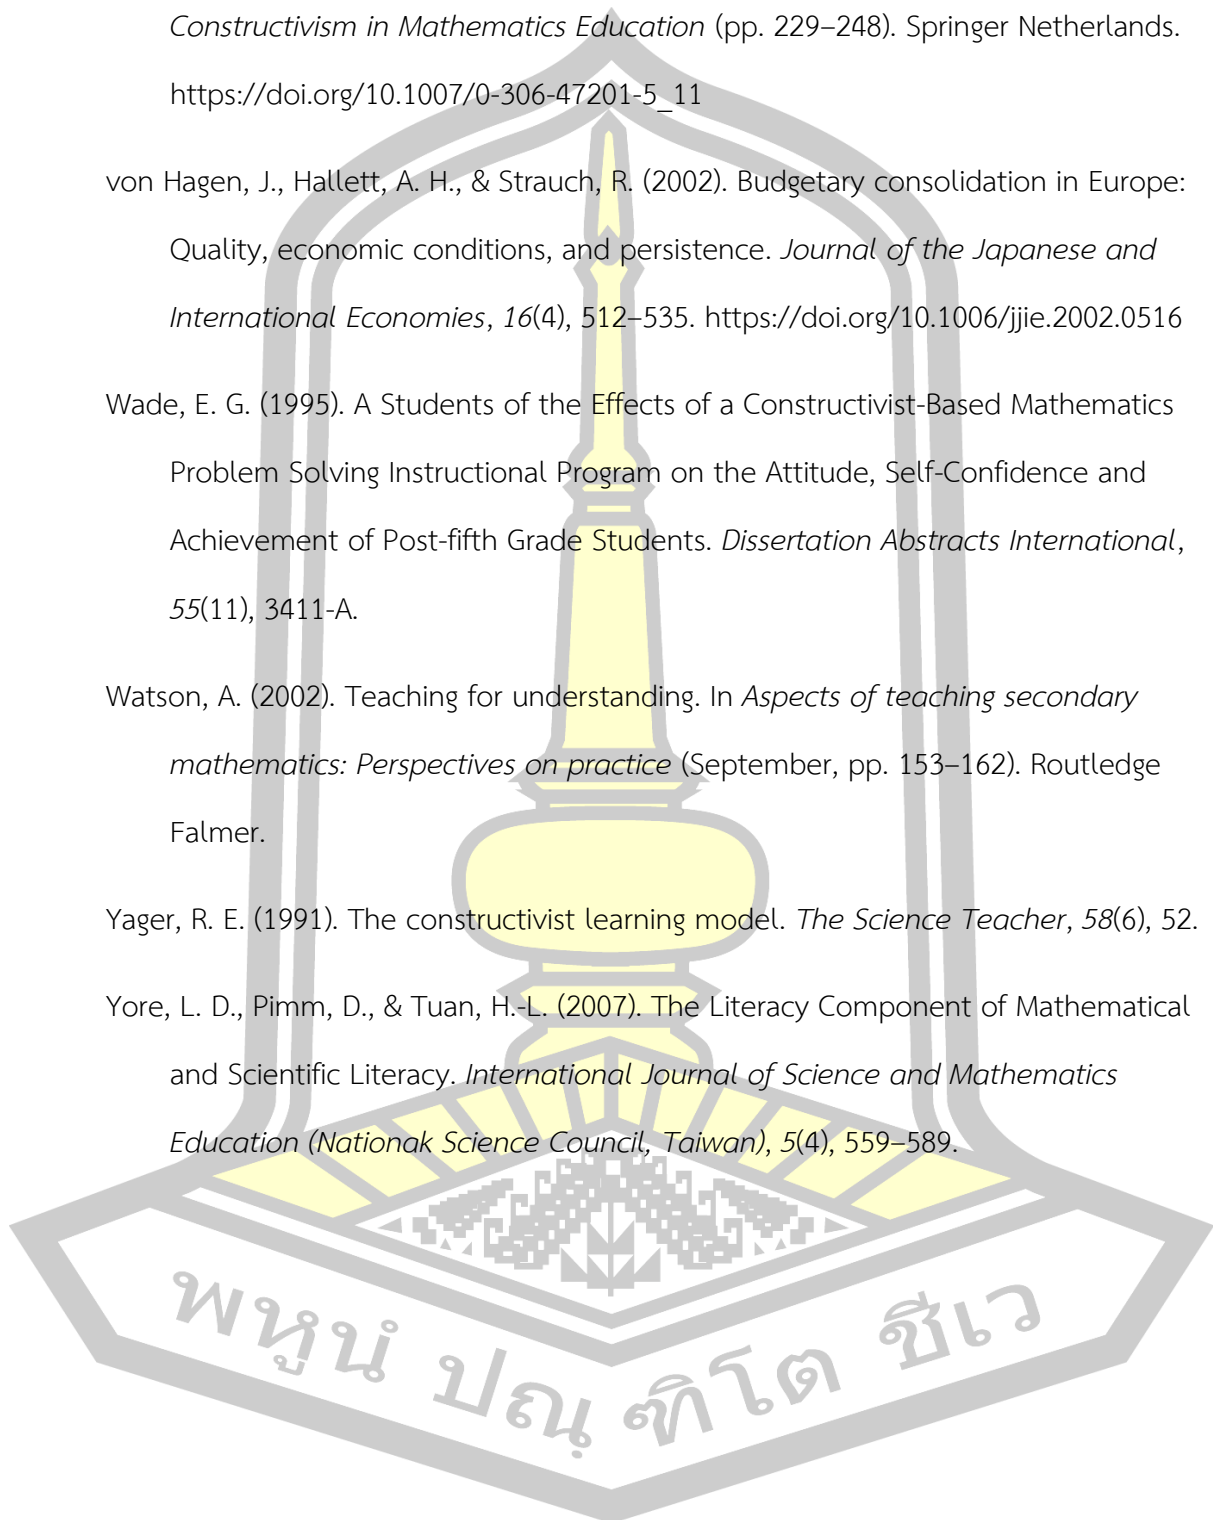 Constructivism in Mathematics Education (pp. 229–248). Springer Netherlands.
https://doi.org/10.1007/0-306-47201-5_11
von Hagen, J., Hallett, A. H., & Strauch, R. (2002). Budgetary consolidation in Europe:
Quality, economic conditions, and persistence. Journal of the Japanese and
International Economies, 16(4), 512–535. https://doi.org/10.1006/jjie.2002.0516
Wade, E. G. (1995). A Students of the Effects of a Constructivist-Based Mathematics
Problem Solving Instructional Program on the Attitude, Self-Confidence and
Achievement of Post-fifth Grade Students. Dissertation Abstracts International,
55(11), 3411-A.
Watson, A. (2002). Teaching for understanding. In Aspects of teaching secondary
mathematics: Perspectives on practice (September, pp. 153–162). Routledge
Falmer.
Yager, R. E. (1991). The constructivist learning model. The Science Teacher, 58(6), 52.
Yore, L. D., Pimm, D., & Tuan, H.-L. (2007). The Literacy Component of Mathematical
and Scientific Literacy. International Journal of Science and Mathematics
Education (Nationak Science Council, Taiwan), 5(4), 559–589.
พหูนํ ปณฺ ฑิโต ชีเว